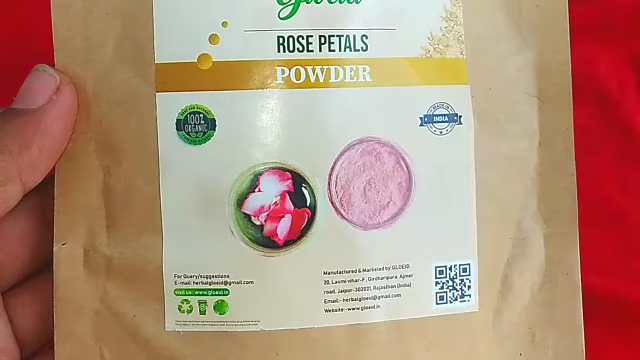 Gloeid
ROSE PETALS
POWDER
100%
ORGANIC
MADE IN
INDIA
For Query/suggestions
E-mail: herbalgloeid@gmail.com
visit us: www.gloeid.in
Manufactured & Marketed by GLOEID
20, Laxmi vihar-F, Girdharipura, Ajmer
road, Jaipur-302021, Rajasthan (India)
Email:- herbalgloeid@gmail.com
Website:-www.gloeid.in